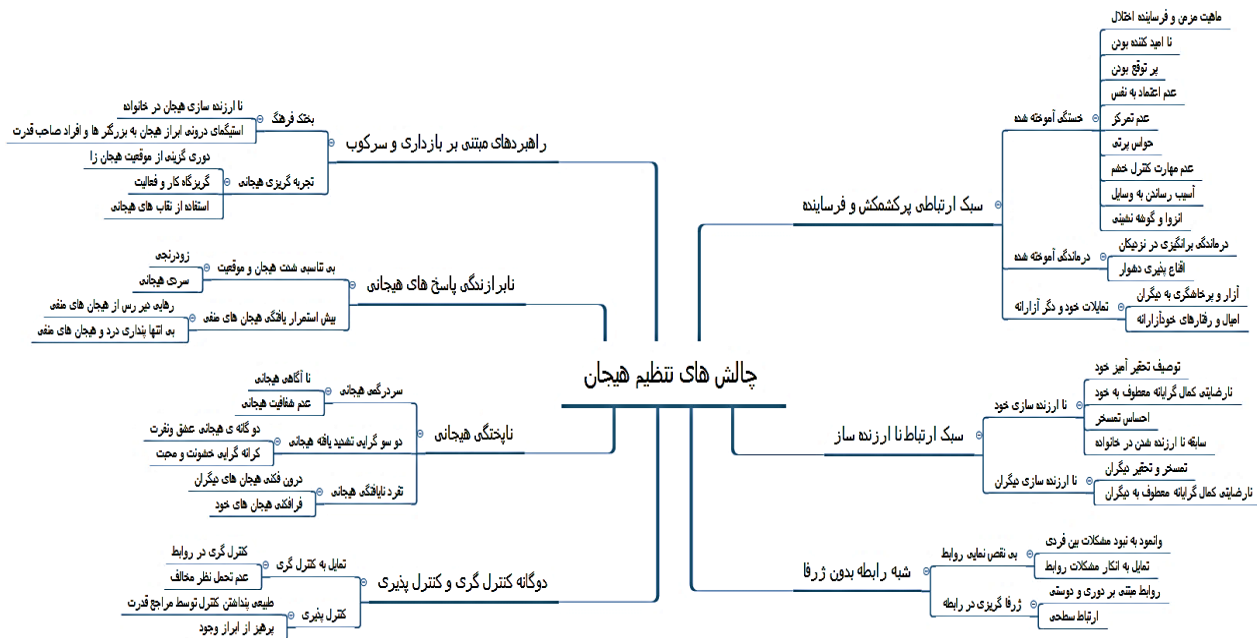 چالش های تنظیم هیجان
سبک ارتباطی پرکشمکش و فرساینده
خستگی آموخته شده
ماهیت مزمن و فرساینده اختلال
نا امید کننده بودن
پر توقع بودن
عدم اعتماد به نفس
عدم تمرکز
حواس پرتی
عدم مهارت کنترل خشم
آسیب رساندن به وسایل
انزوا و گوشه نشینی
درماندگی آموخته شده
درماندگی برانگیزی در نزدیکان
اقناع پذیری دشوار
تمایلات خود و دگر آزارانه
آزار و پرخاشگری به دیگران
امیال و رفتارهای خودآزارانه
سبک ارتباط نا ارزنده ساز
نا ارزنده سازی خود
توصیف تحقیر آمیز خود
نارضایتی کمال گرایانه معطوف به خود
احساس تمسخر
سابقه نا ارزنده شدن در خانواده
نا ارزنده سازی دیگران
تمسخر و تحقیر دیگران
نارضایتی کمال گرایانه معطوف به دیگران
شبه رابطه بدون ژرفا
بی نقص نمایی روابط
وانمود به نبود مشکلات بین فردی
تمایل به انکار مشکلات روابط
ژرفا گریزی در رابطه
روابط مبتنی بر دوری و دوستی
ارتباط سطحی
راهبردهای مبتنی بر بازداری و سرکوب
بختک فرهنگ
نا ارزنده سازی هیجان در خانواده
استیگمای درونی ابراز هیجان به بزرگتر ها و افراد صاحب قدرت
تجربه گریزی هیجانی
دوری گزینی از موقعیت هیجان زا
گریزگاه کار و فعالیت
استفاده از نقاب های هیجانی
نابرازندگی پاسخ های هیجانی
بی تناسبی شدت هیجان و موقعیت
زودرنجی
سردی هیجانی
بیش استمرار یافتگی هیجان های منفی
رهایی دیر رس از هیجان های منفی
بی انتها پنداری درد و هیجان های منفی
ناپختگی هیجانی
سردرگمی هیجانی
نا آگاهی هیجانی
عدم شفافیت هیجانی
دو سو گرایی تشدید یافته هیجانی
دو گانه ی هیجانی عشق ونفرت
کرانه گرایی خشونت و محبت
تفرد نایافتگی هیجانی
درون فکنی هیجان های دیگران
فرافکنی هیجان های خود
دوگانه کنترل گری و کنترل پذیری
تمایل به کنترل گری
کنترل گری در روابط
عدم تحمل نظر مخالف
کنترل پذیری
طبیعی پنداشتن کنترل توسط مراجع قدرت
پرهیز از ابراز وجود